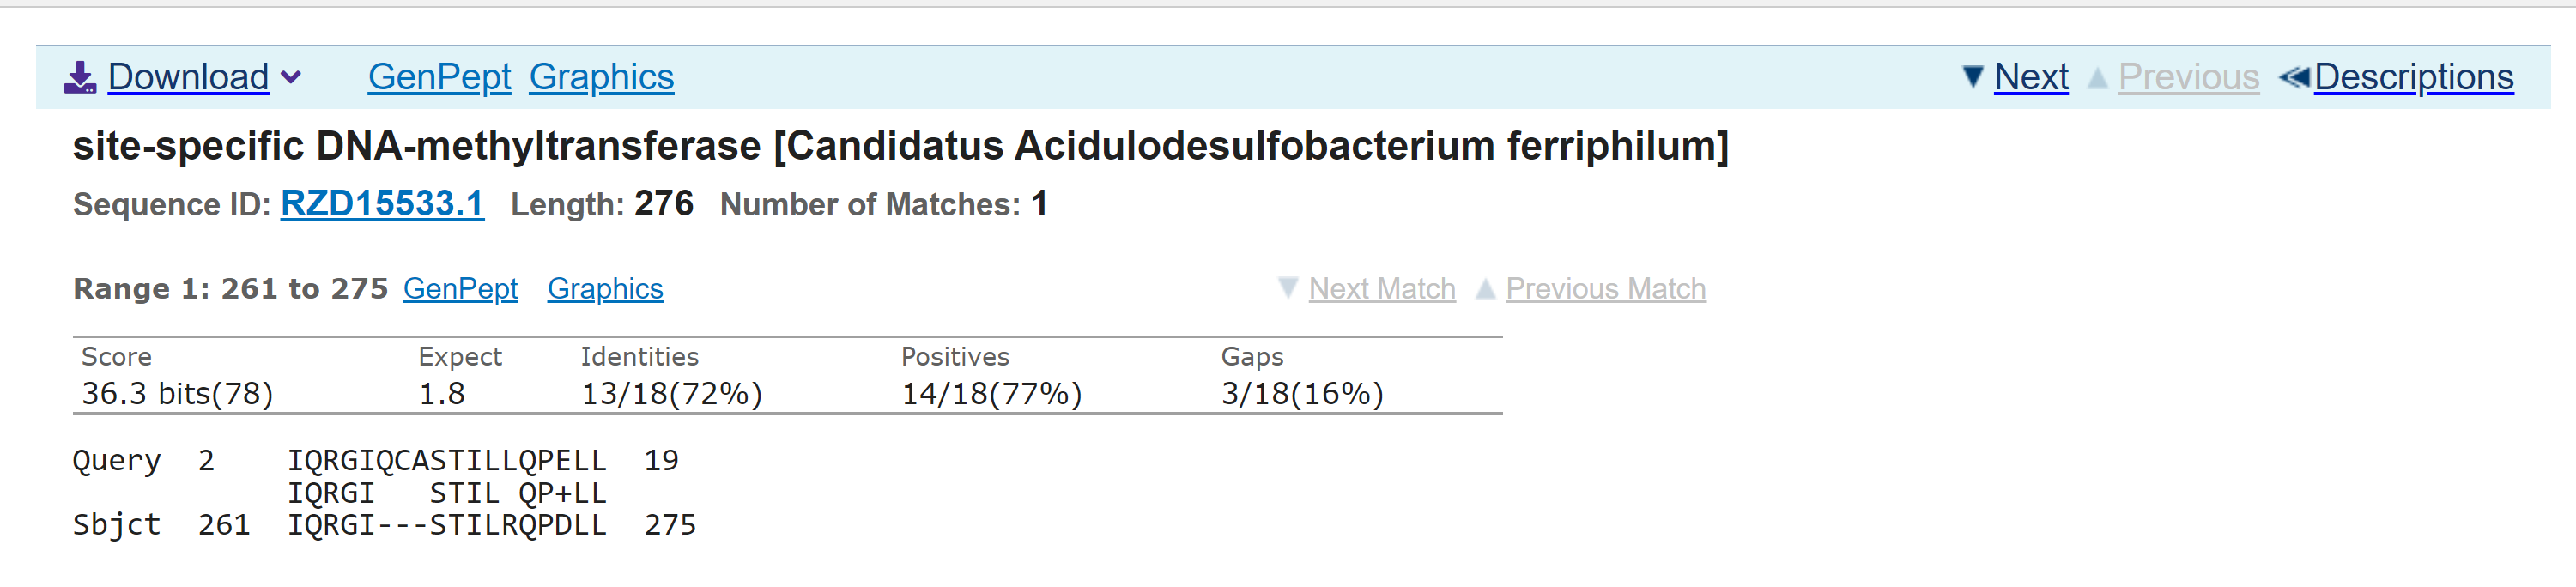 Download GenPept Graphics Next Previous Descriptions
site-specific DNA-methyltransferase [Candidatus Acidulodesulfobacterium ferriphilum]
Sequence ID: RZD15533.1 Length: 276 Number of Matches: 1
Range 1: 261 to 275 GenPept Graphics Next Match Previous Match
Score Expect Identities Positives Gaps
36.3 bits(78) 1.8 13/18(72%) 14/18(77%) 3/18(16%)
Query 2 IQRGIQCASTILLQPELL 19
IQRGI   STIL QP+LL
Sbjct 261 IQRGI---STILRQPDLL 275